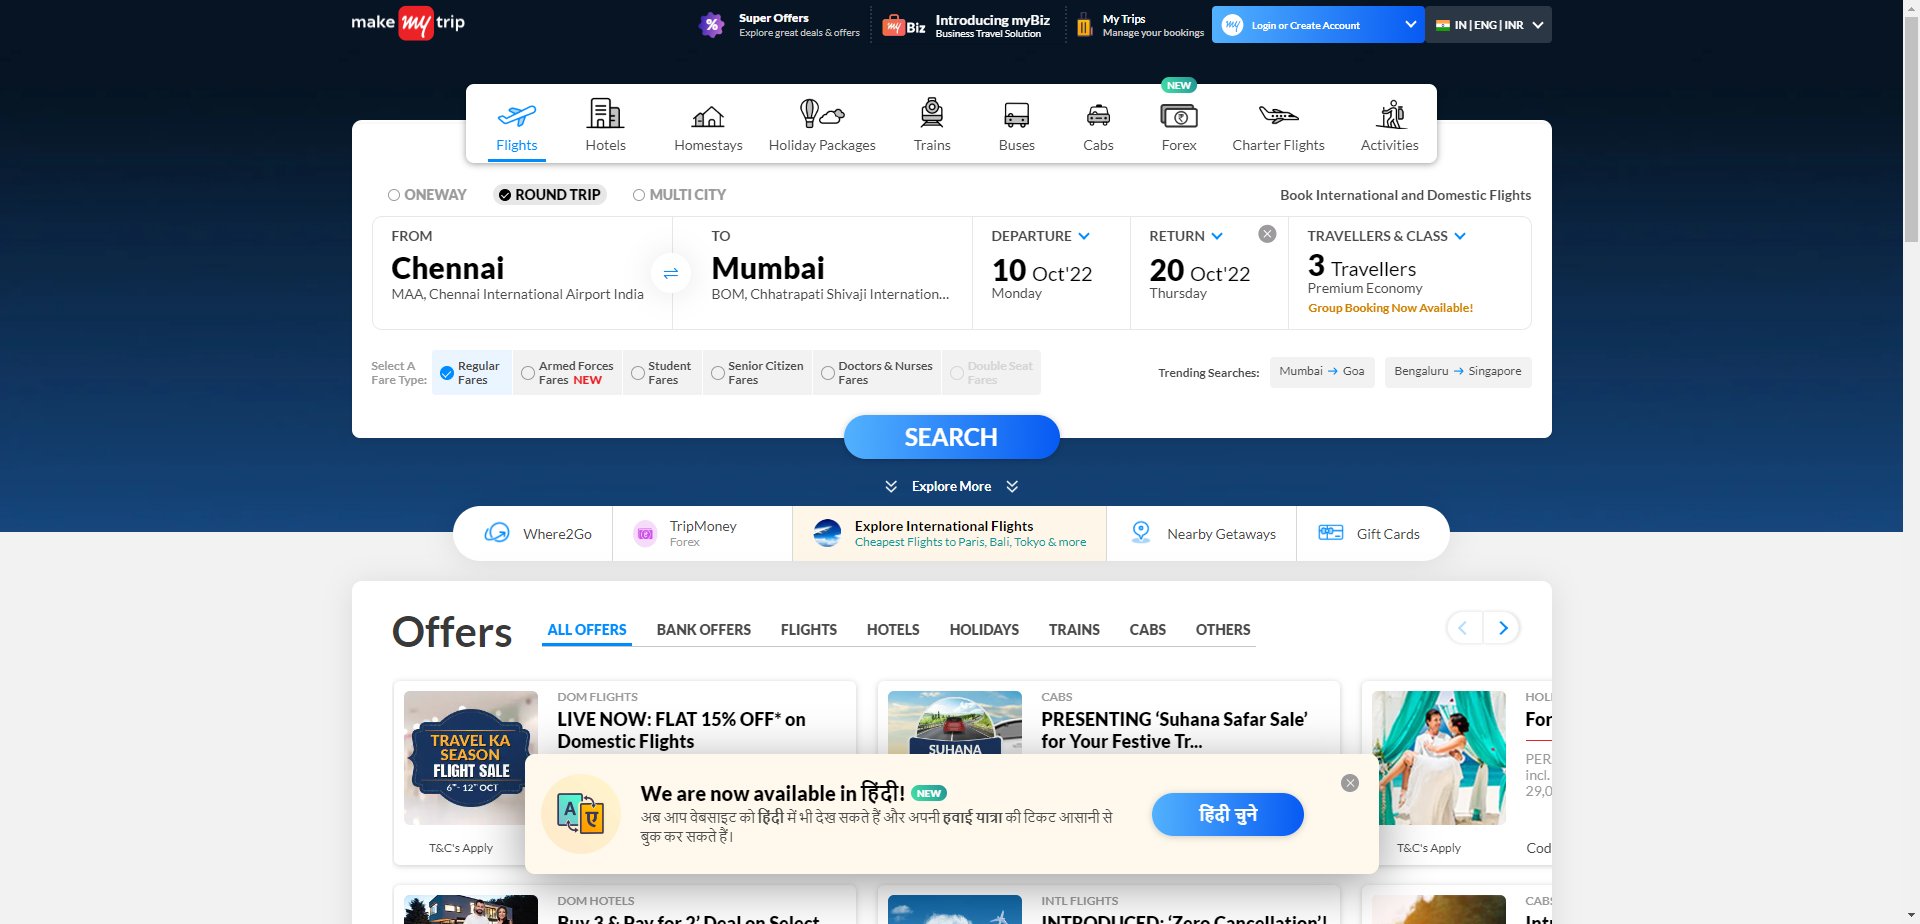 make my trip
Super Offers
Explore great deals & offers
my Biz
Introducing myBiz
Business Travel Solution
My Trips
Manage your bookings
my
Login or Create Account
IN | ENG | INR
NEW
Flights
Hotels
Homestays
Holiday Packages
Trains
Buses
Cabs
Forex
Charter Flights
Activities
ONEWAY
ROUND TRIP
MULTI CITY
Book International and Domestic Flights
FROM
Chennai
MAA, Chennai International Airport India
TO
Mumbai
BOM, Chhatrapati Shivaji Internation...
DEPARTURE
10 Oct'22
Monday
RETURN
20 Oct'22
Thursday
TRAVELLERS & CLASS
3 Travellers
Premium Economy
Group Booking Now Available!
Select A
Fare Type:
Regular
Fares
Armed Forces
Fares NEW
Student
Fares
Senior Citizen
Fares
Doctors & Nurses
Fares
Double Seat
Fares
Trending Searches:
Mumbai → Goa
Bengaluru → Singapore
SEARCH
Explore More
Where2Go
TripMoney
Forex
Explore International Flights
Cheapest Flights to Paris, Bali, Tokyo & more
Nearby Getaways
Gift Cards
Offers
ALL OFFERS
BANK OFFERS
FLIGHTS
HOTELS
HOLIDAYS
TRAINS
CABS
OTHERS
TRAVEL KA
SEASON
FLIGHT SALE
6TH- 12TH OCT
T&C's Apply
DOM FLIGHTS
LIVE NOW: FLAT 15% OFF* on
Domestic Flights
SUHANA
CABS
PRESENTING ‘Suhana Safar Sale’
for Your Festive Tr...
T&C's Apply
HOLI
For
PER
incl.
29,0
Cod
A ए
We are now available in हिंदी! NEW
अब आप वेबसाइट को हिंदी में भी देख सकते हैं और अपनी हवाई यात्रा की टिकट आसानी से
बुक कर सकते हैं।
हिंदी चुने
DOM HOTELS
Buy 3 & Pay for 2’ Deal on Select
INTL FLIGHTS
INTRODUCED: ‘Zero Cancellation’!
CABS
Intr